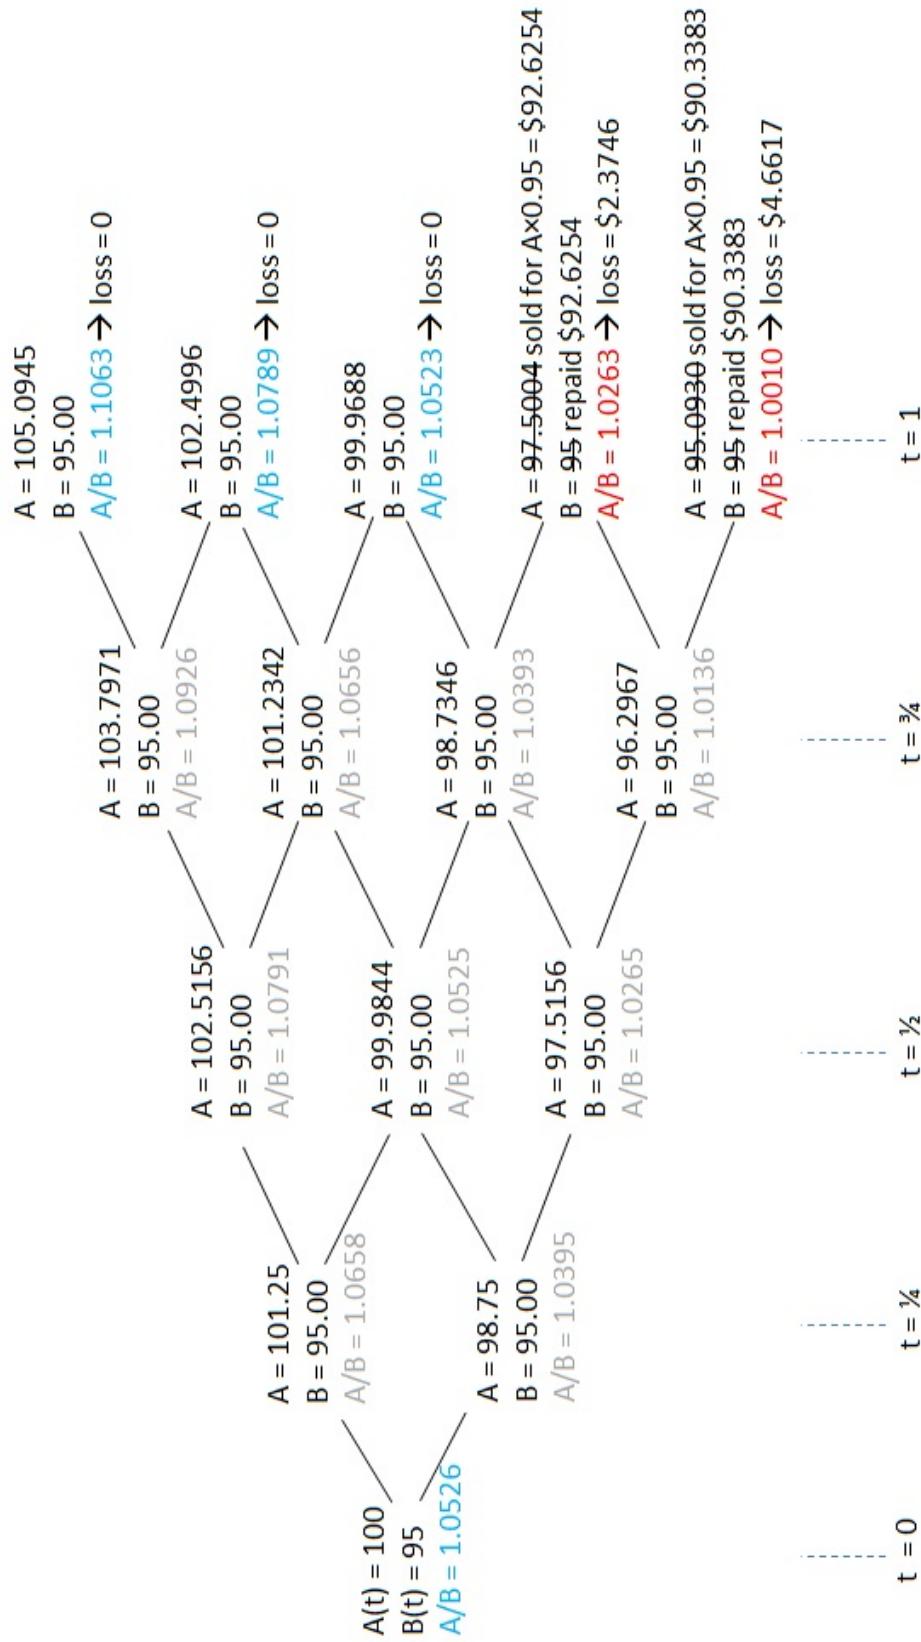 A(t) = 100
B(t) = 95
A/B = 1.0526
A = 101.25
B = 95.00
A/B = 1.0658
A = 98.75
B = 95.00
A/B = 1.0395
A = 102.5156
B = 95.00
A/B = 1.0791
A = 99.9844
B = 95.00
A/B = 1.0525
A = 97.5156
B = 95.00
A/B = 1.0265
A = 103.7971
B = 95.00
A/B = 1.0926
A = 101.2342
B = 95.00
A/B = 1.0656
A = 98.7346
B = 95.00
A/B = 1.0393
A = 96.2967
B = 95.00
A/B = 1.0136
A = 105.0945
B = 95.00
A/B = 1.1063 → loss = 0
A = 102.4996
B = 95.00
A/B = 1.0789 → loss = 0
A = 99.9688
B = 95.00
A/B = 1.0523 → loss = 0
A = 97.5004 sold for A×0.95 = $92.6254
B = 95 repaid $92.6254
A/B = 1.0263 → loss = $2.3746
A = 95.0930 sold for A×0.95 = $90.3383
B = 95 repaid $90.3383
A/B = 1.0010 → loss = $4.6617
t = 0
t = ¼
t = ½
t = ¾
t = 1